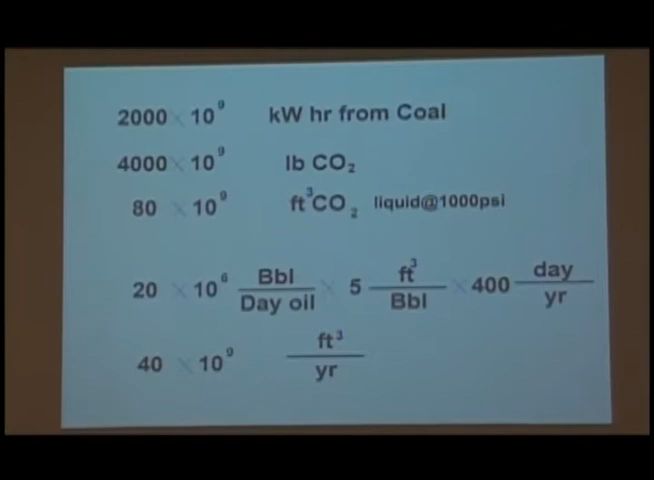 2000 × 10⁹ kW hr from Coal
4000 × 10⁹ lb CO₂
80 × 10⁹ ft³CO₂ liquid@1000psi
20 × 10⁶ Bbl/Day oil × 5 ft³/Bbl × 400 day/yr
40 × 10⁹ ft³/yr